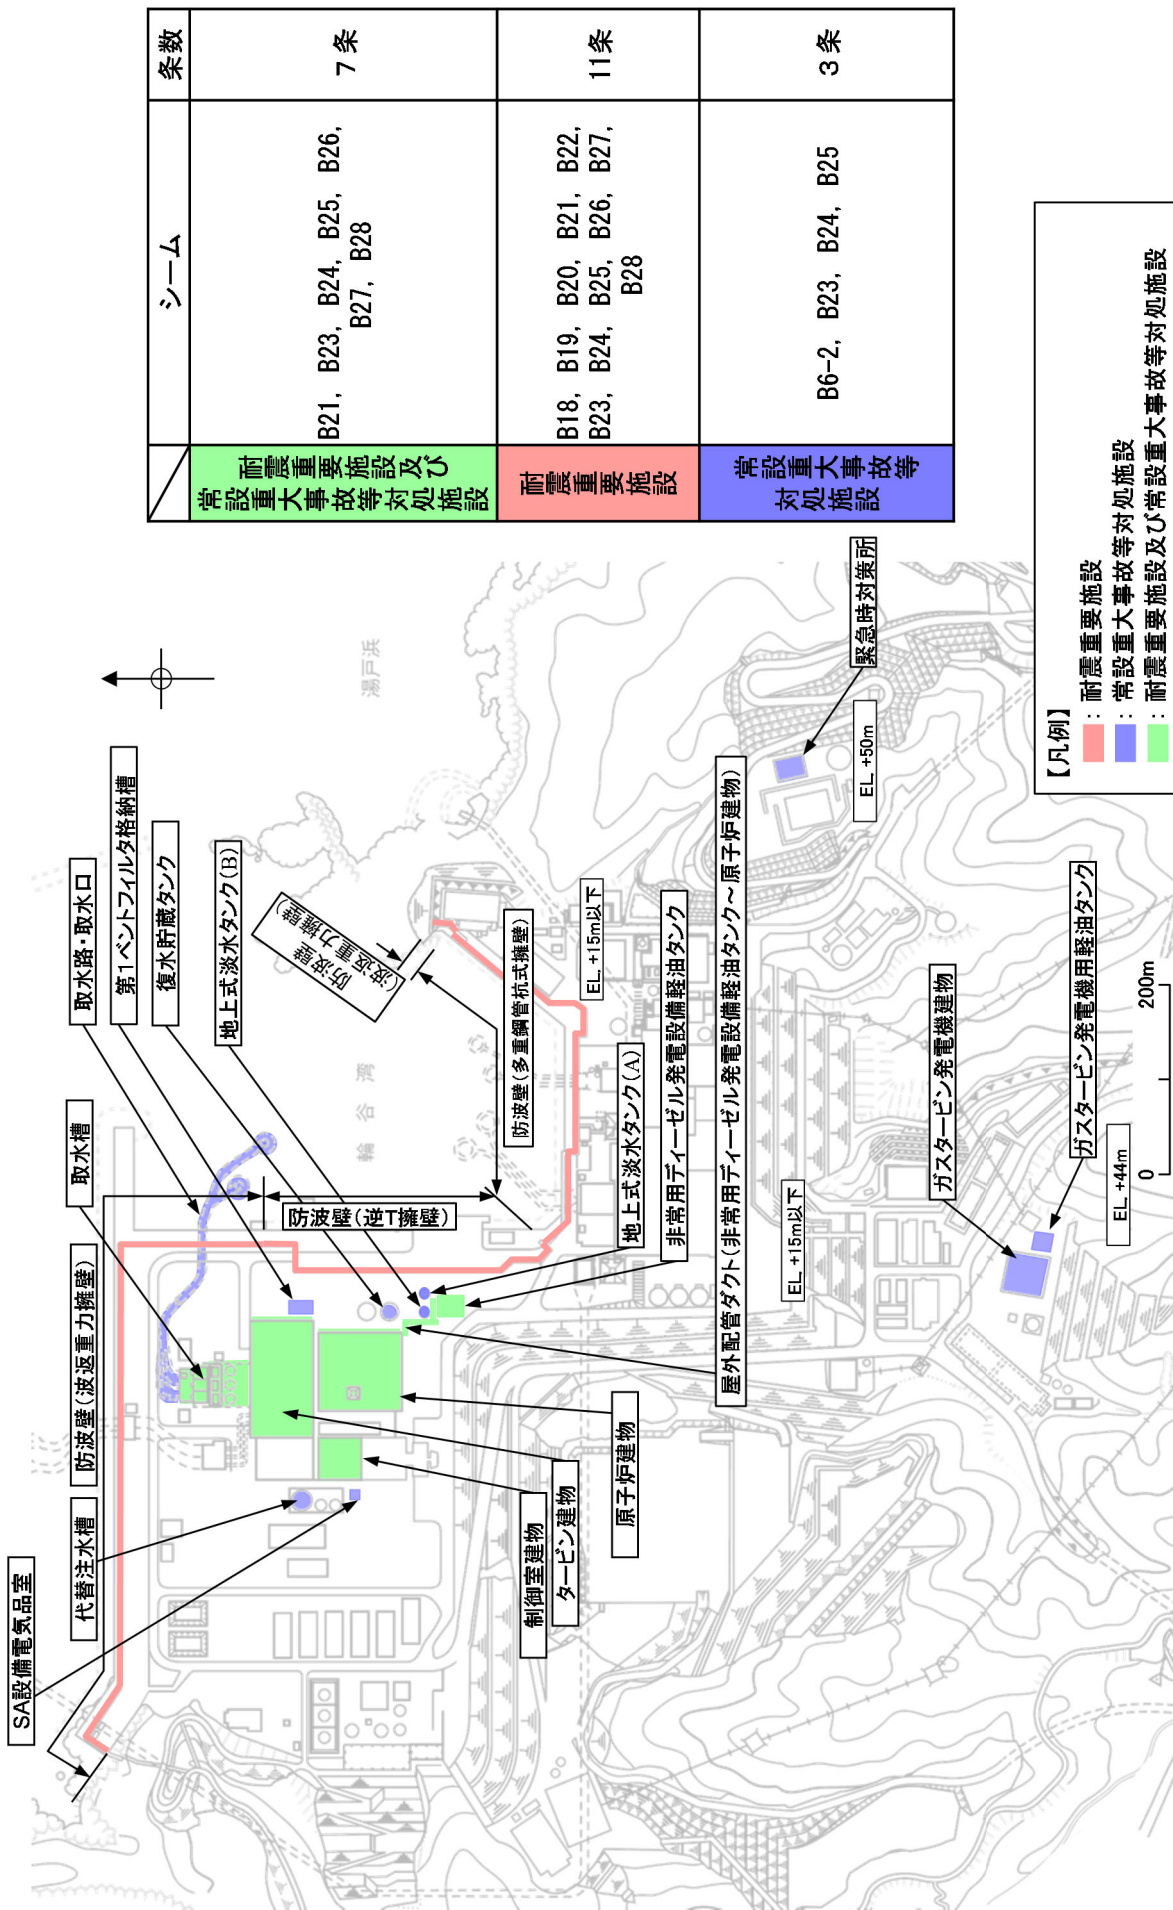 シーム
条数
耐震重要施設及び
常設重大事故等対処施設
B21, B23, B24, B25, B26,
B27, B28
7条
耐震重要施設
B18, B19, B20, B21, B22,
B23, B24, B25, B26, B27,
B28
11条
常設重大事故等
対処施設
B6-2, B23, B24, B25
3条
SA設備電気品室
代替注水槽
防波壁(波返重力擁壁)
取水槽
取水路・取水口
第1ベントフィルタ格納槽
復水貯蔵タンク
地上式淡水タンク(B)
防波壁
(波返重力擁壁)
湯戸浜
輪谷湾
防波壁(逆T擁壁)
防波壁(多重鋼管杭式擁壁)
EL +15m以下
制御室建物
タービン建物
原子炉建物
地上式淡水タンク(A)
非常用ディーゼル発電設備軽油タンク
屋外配管ダクト(非常用ディーゼル発電設備軽油タンク～原子炉建物)
EL +15m以下
緊急時対策所
EL +50m
ガスタービン発電機建物
ガスタービン発電機用軽油タンク
EL +44m
0
200m
【凡例】
:耐震重要施設
:常設重大事故等対処施設
:耐震重要施設及び常設重大事故等対処施設